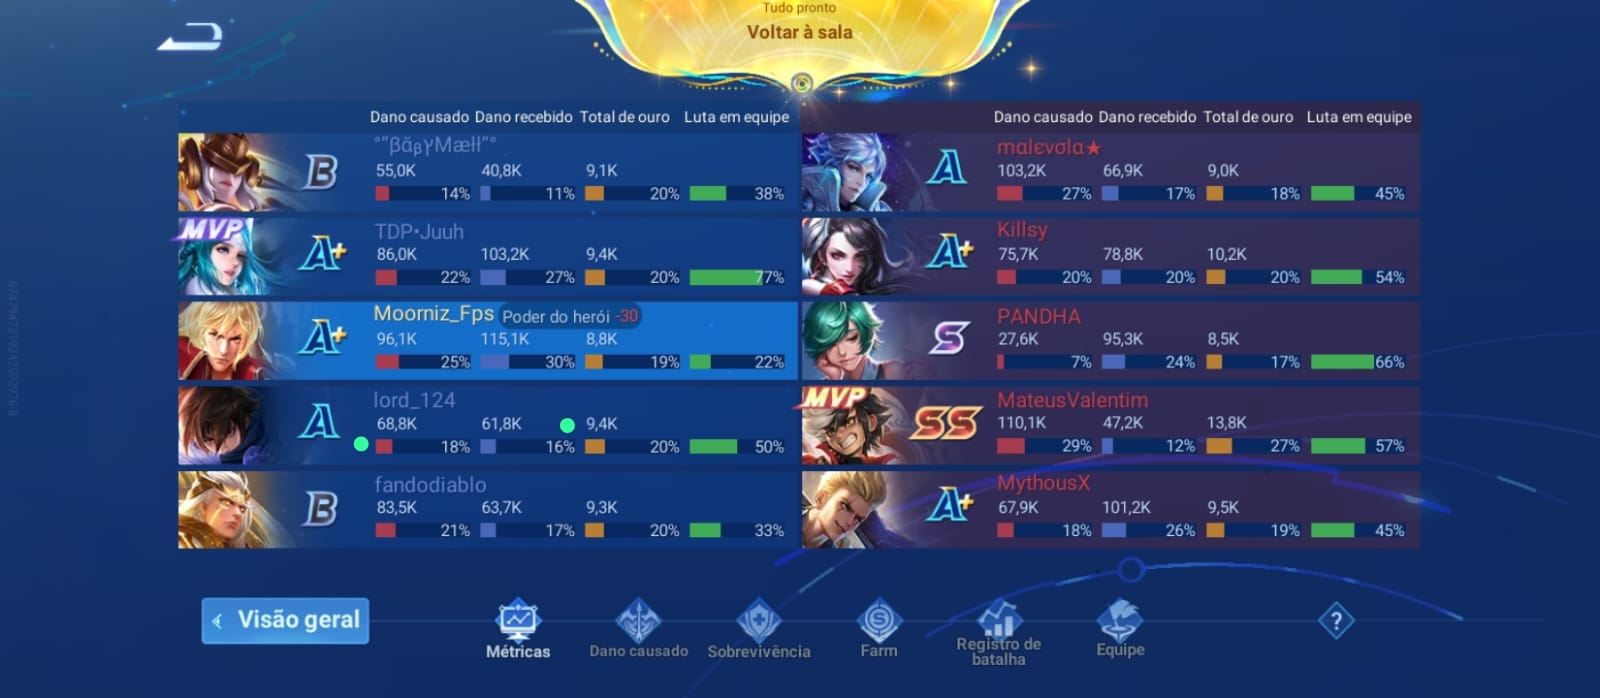 Tudo pronto
Voltar à sala
Dano causado Dano recebido Total de ouro Luta em equipe
°"βăᵦγMæłł"°
B 55,0K 40,8K 9,1K
14% 11% 20% 38%
MVP TDP•Juuh
A+ 86,0K 103,2K 9,4K
22% 27% 20% 77%
Moorniz_Fps Poder do herói -30
A+ 96,1K 115,1K 8,8K
25% 30% 19% 22%
lord_124
A 68,8K 61,8K 9,4K
18% 16% 20% 50%
fandodiablo
B 83,5K 63,7K 9,3K
21% 17% 20% 33%
Dano causado Dano recebido Total de ouro Luta em equipe
mαlєvσlα★
A 103,2K 66,9K 9,0K
27% 17% 18% 45%
Killsy
A+ 75,7K 78,8K 10,2K
20% 20% 20% 54%
PANDHA
S 27,6K 95,3K 8,5K
7% 24% 17% 66%
MVP MateusValentim
SS 110,1K 47,2K 13,8K
29% 12% 27% 57%
MythousX
A+ 67,9K 101,2K 9,5K
18% 26% 19% 45%
Visão geral
Métricas
Dano causado
Sobrevivência
Farm
Registro de
batalha
Equipe
?